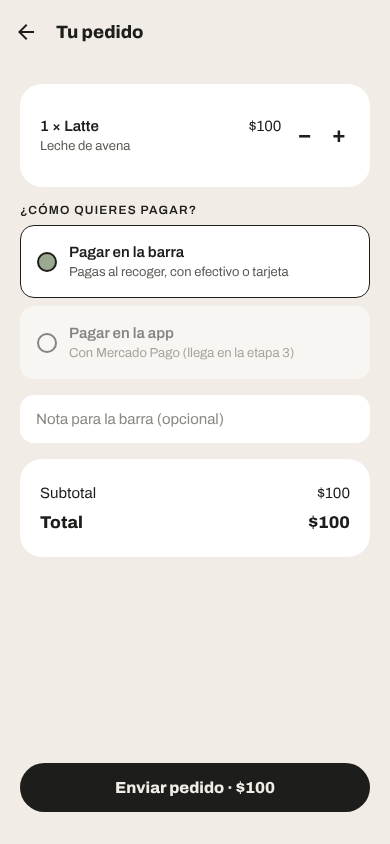 Tu pedido
1 × Latte
$100
Leche de avena
− +
¿CÓMO QUIERES PAGAR?
Pagar en la barra
Pagas al recoger, con efectivo o tarjeta
Pagar en la app
Con Mercado Pago (llega en la etapa 3)
Nota para la barra (opcional)
Subtotal $100
Total $100
Enviar pedido · $100